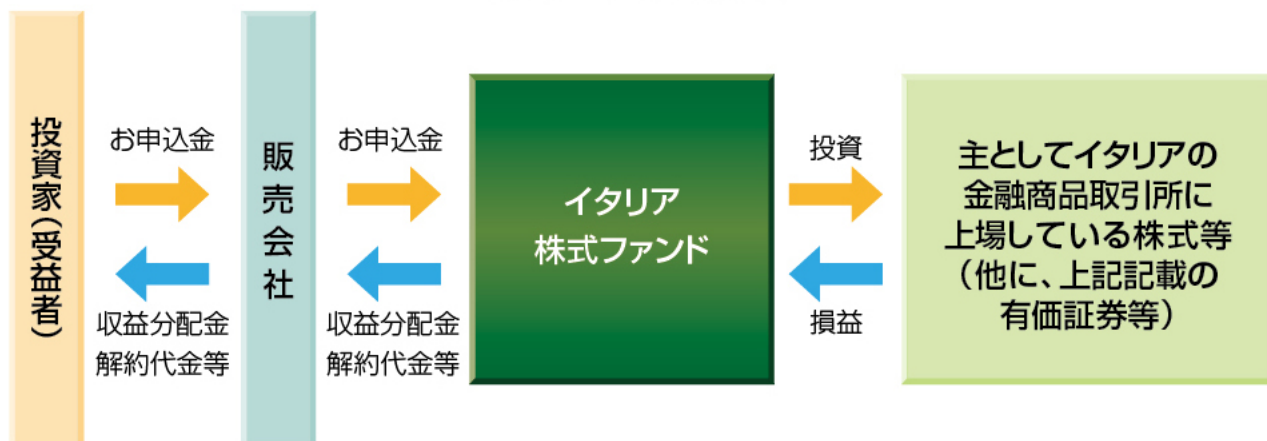 投資家(受益者)
お申込金
収益分配金
解約代金等
販売会社
お申込金
収益分配金
解約代金等
イタリア
株式ファンド
投資
損益
主としてイタリアの
金融商品取引所に
上場している株式等
(他に、上記記載の
有価証券等)